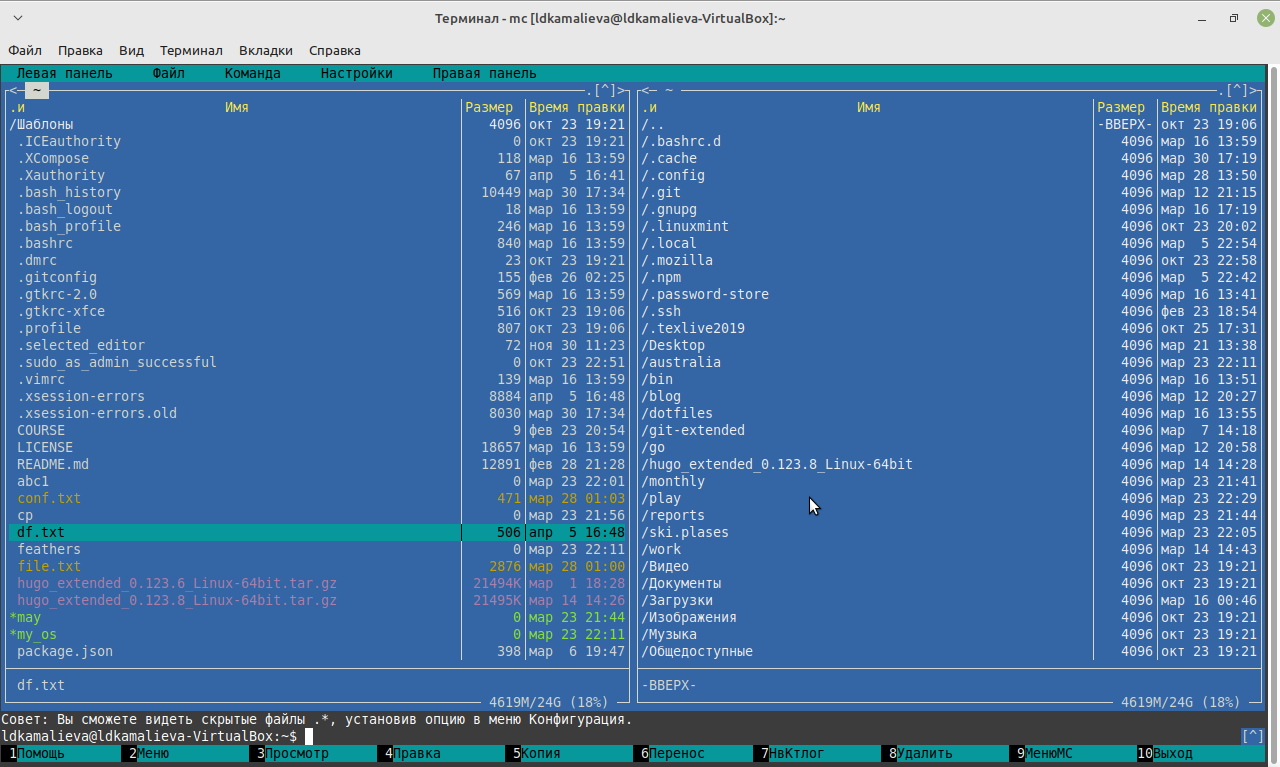 Терминал - mc [ldkamalieva@ldkamalieva-VirtualBox]:~
Файл Правка Вид Терминал Вкладки Справка
Левая панель Файл Команда Настройки Правая панель
<─ ~ .[^]> <─ ~ .[^]>
.и Имя Размер Время правки .и Имя Размер Время правки
/Шаблоны 4096 окт 23 19:21 /.. -ВВЕРХ- окт 23 19:06
.ICEauthority 0 окт 23 19:21 /.bashrc.d 4096 мар 16 13:59
.XCompose 118 мар 16 13:59 /.cache 4096 мар 30 17:19
.Xauthority 67 апр 5 16:41 /.config 4096 мар 28 13:50
.bash_history 10449 мар 30 17:34 /.git 4096 мар 12 21:15
.bash_logout 18 мар 16 13:59 /.gnupg 4096 мар 16 17:19
.bash_profile 246 мар 16 13:59 /.linuxmint 4096 окт 23 20:02
.bashrc 840 мар 16 13:59 /.local 4096 мар 5 22:54
.dmrc 23 окт 23 19:21 /.mozilla 4096 окт 23 22:58
.gitconfig 155 фев 26 02:25 /.npm 4096 мар 5 22:42
.gtkrc-2.0 569 мар 16 13:59 /.password-store 4096 мар 16 13:41
.gtkrc-xfce 516 окт 23 19:06 /.ssh 4096 фев 23 18:54
.profile 807 окт 23 19:06 /.texlive2019 4096 окт 25 17:31
.selected_editor 72 ноя 30 11:23 /Desktop 4096 мар 21 13:38
.sudo_as_admin_successful 0 окт 23 22:51 /australia 4096 мар 23 22:11
.vimrc 139 мар 16 13:59 /bin 4096 мар 16 13:51
.xsession-errors 8884 апр 5 16:48 /blog 4096 мар 12 20:27
.xsession-errors.old 8030 мар 30 17:34 /dotfiles 4096 мар 16 13:55
COURSE 9 фев 23 20:54 /git-extended 4096 мар 7 14:18
LICENSE 18657 мар 16 13:59 /go 4096 мар 12 20:58
README.md 12891 фев 28 21:28 /hugo_extended_0.123.8_Linux-64bit 4096 мар 14 14:28
abc1 0 мар 23 22:01 /monthly 4096 мар 23 21:41
conf.txt 471 мар 28 01:03 /play 4096 мар 23 22:29
cp 0 мар 23 21:56 /reports 4096 мар 23 21:44
df.txt 506 апр 5 16:48 /ski.plases 4096 мар 23 22:05
feathers 0 мар 23 22:11 /work 4096 мар 14 14:43
file.txt 2876 мар 28 01:00 /Видео 4096 окт 23 19:21
hugo_extended_0.123.6_Linux-64bit.tar.gz 21494K мар 1 18:28 /Документы 4096 окт 23 19:21
hugo_extended_0.123.8_Linux-64bit.tar.gz 21495K мар 14 14:26 /Загрузки 4096 мар 16 00:46
*may 0 мар 23 21:44 /Изображения 4096 окт 23 19:21
*my_os 0 мар 23 22:11 /Музыка 4096 окт 23 19:21
package.json 398 мар 6 19:47 /Общедоступные 4096 окт 23 19:21
df.txt -ВВЕРХ-
4619M/24G (18%) 4619M/24G (18%)
Совет: Вы сможете видеть скрытые файлы .*, установив опцию в меню Конфигурация.
ldkamalieva@ldkamalieva-VirtualBox:~$ [^]
1Помощь 2Меню 3Просмотр 4Правка 5Копия 6Перенос 7НвКтлог 8Удалить 9МенюМС 10Выход